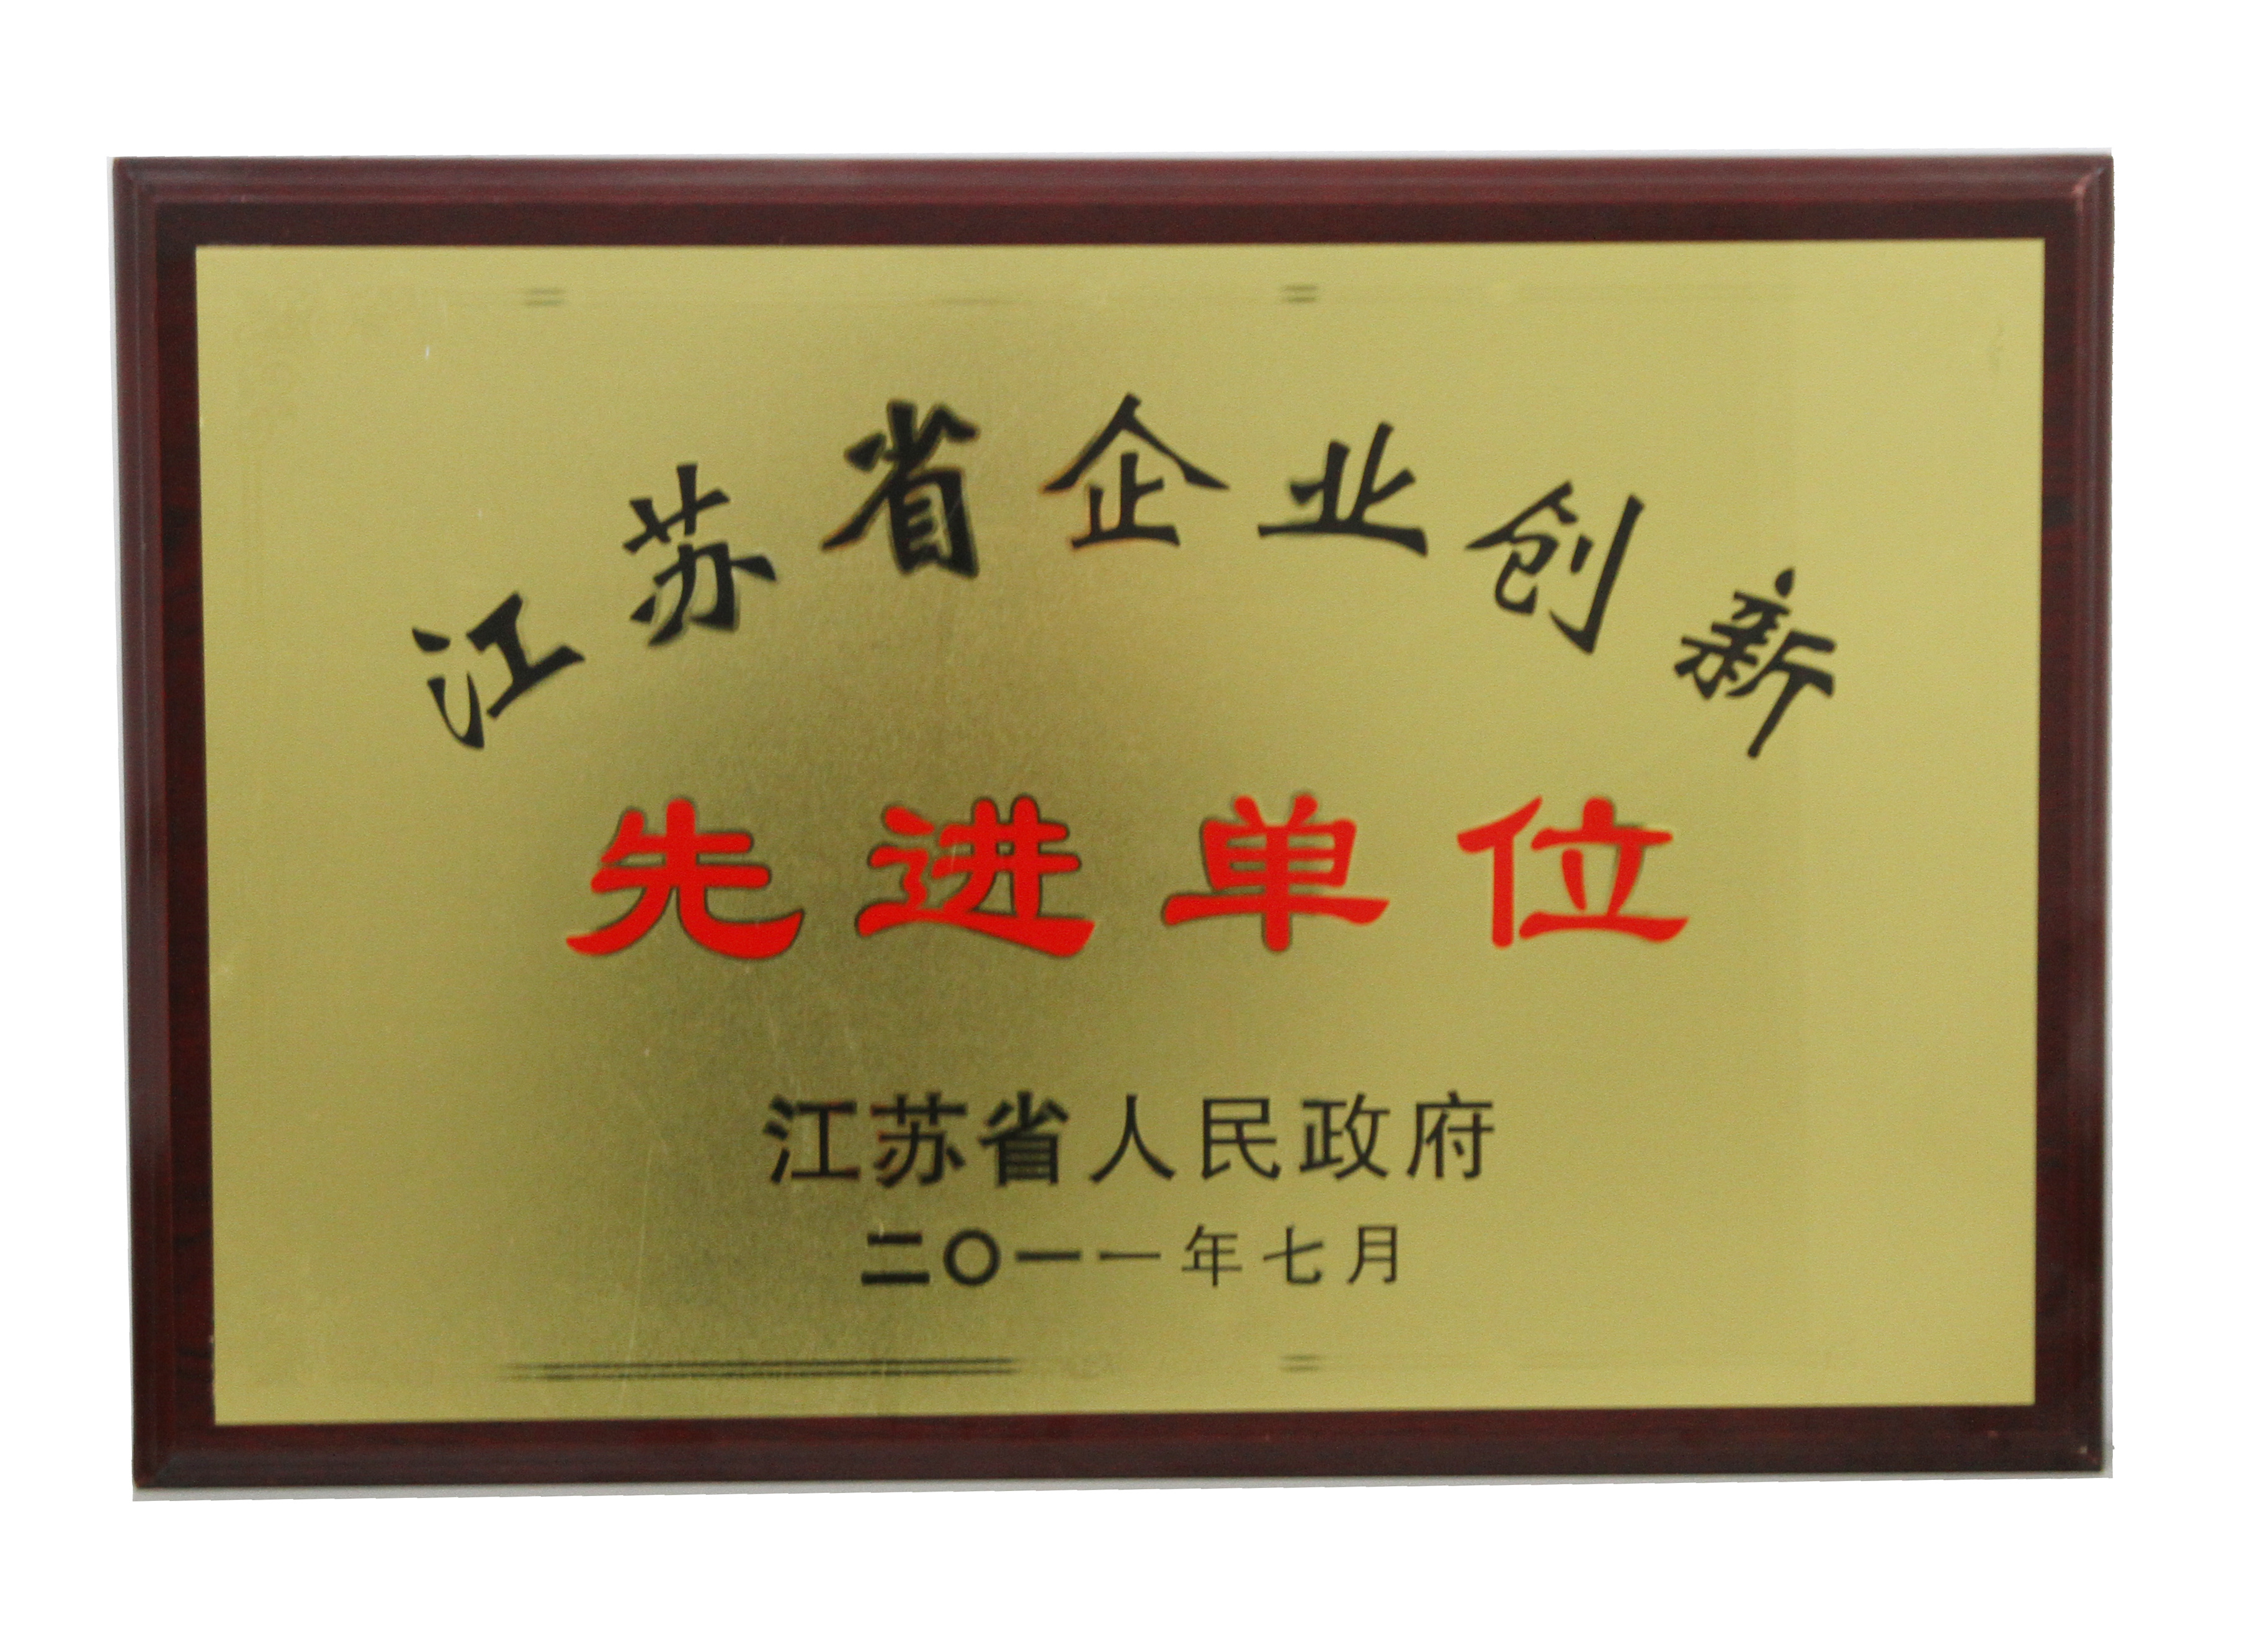 江苏省企业创新
先进单位
江苏省人民政府
二〇一一年七月